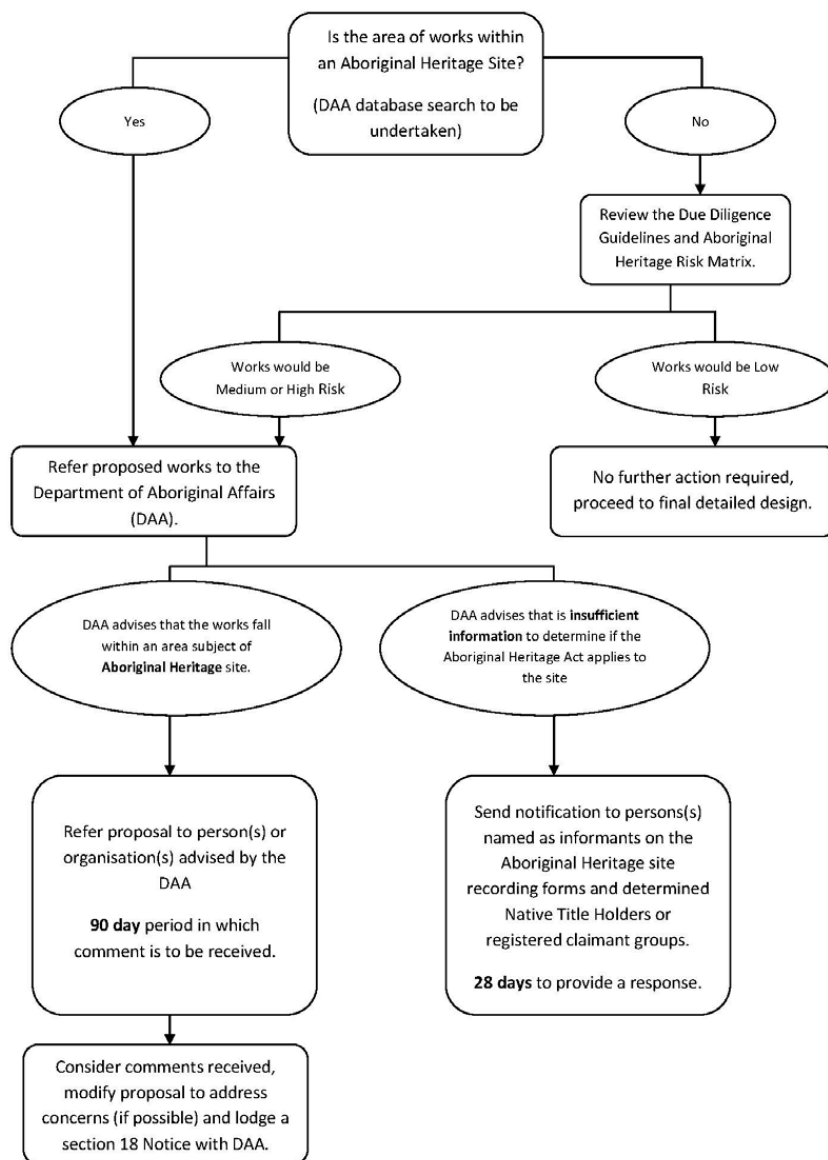 Is the area of works within
an Aboriginal Heritage Site?
(DAA database search to be
undertaken)
Yes
No
Review the Due Diligence
Guidelines and Aboriginal
Heritage Risk Matrix.
Works would be
Medium or High Risk
Works would be Low
Risk
Refer proposed works to the
Department of Aboriginal Affairs
(DAA).
No further action required,
proceed to final detailed design.
DAA advises that the works fall
within an area subject of
Aboriginal Heritage site.
DAA advises that is insufficient
information to determine if the
Aboriginal Heritage Act applies to
the site
Refer proposal to person(s) or
organisation(s) advised by the
DAA
90 day period in which
comment is to be received.
Send notification to persons(s)
named as informants on the
Aboriginal Heritage site
recording forms and determined
Native Title Holders or
registered claimant groups.
28 days to provide a response.
Consider comments received,
modify proposal to address
concerns (if possible) and lodge a
section 18 Notice with DAA.